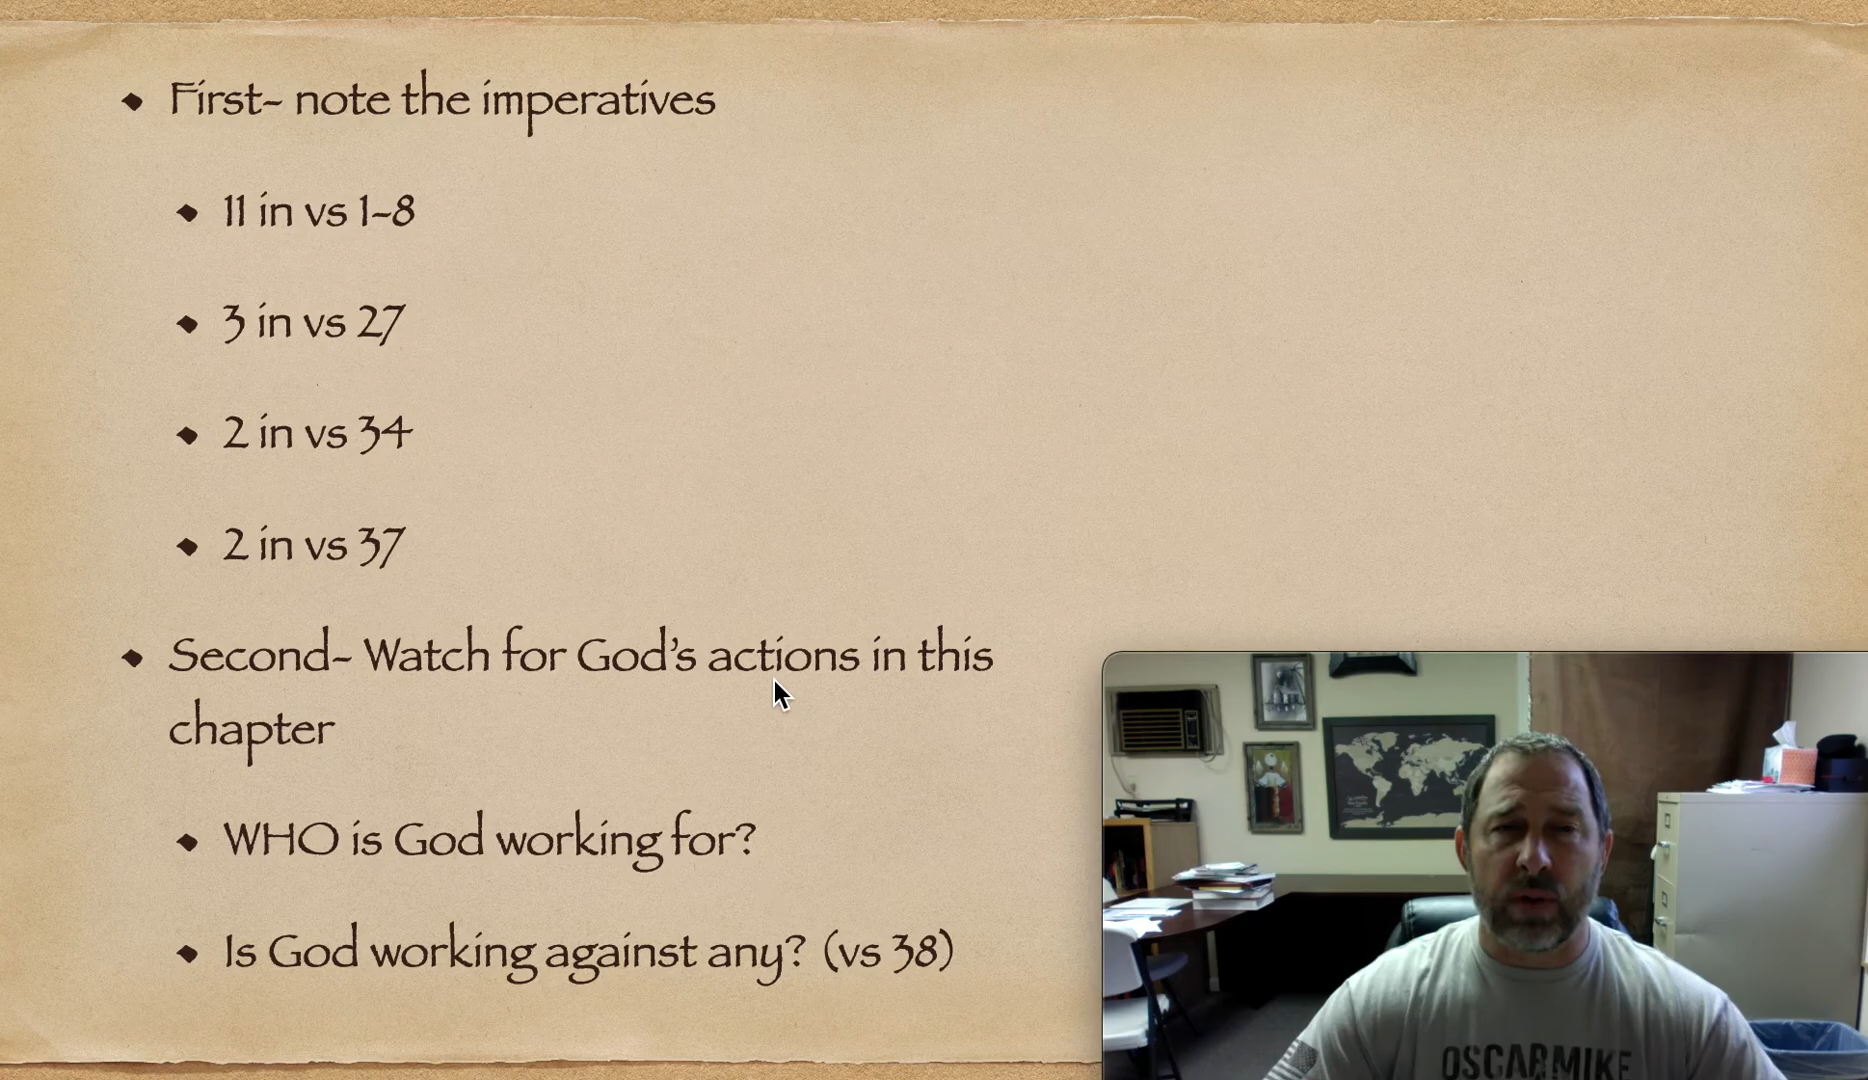 First- note the imperatives
11 in vs 1-8
3 in vs 27
2 in vs 34
2 in vs 37
Second- Watch for God's actions in this
chapter
WHO is God working for?
Is God working against any? (vs 38)
OSCARMIKE